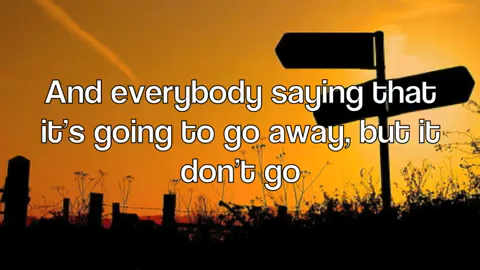 And everybody saying that
it's going to go away, but it
don't go